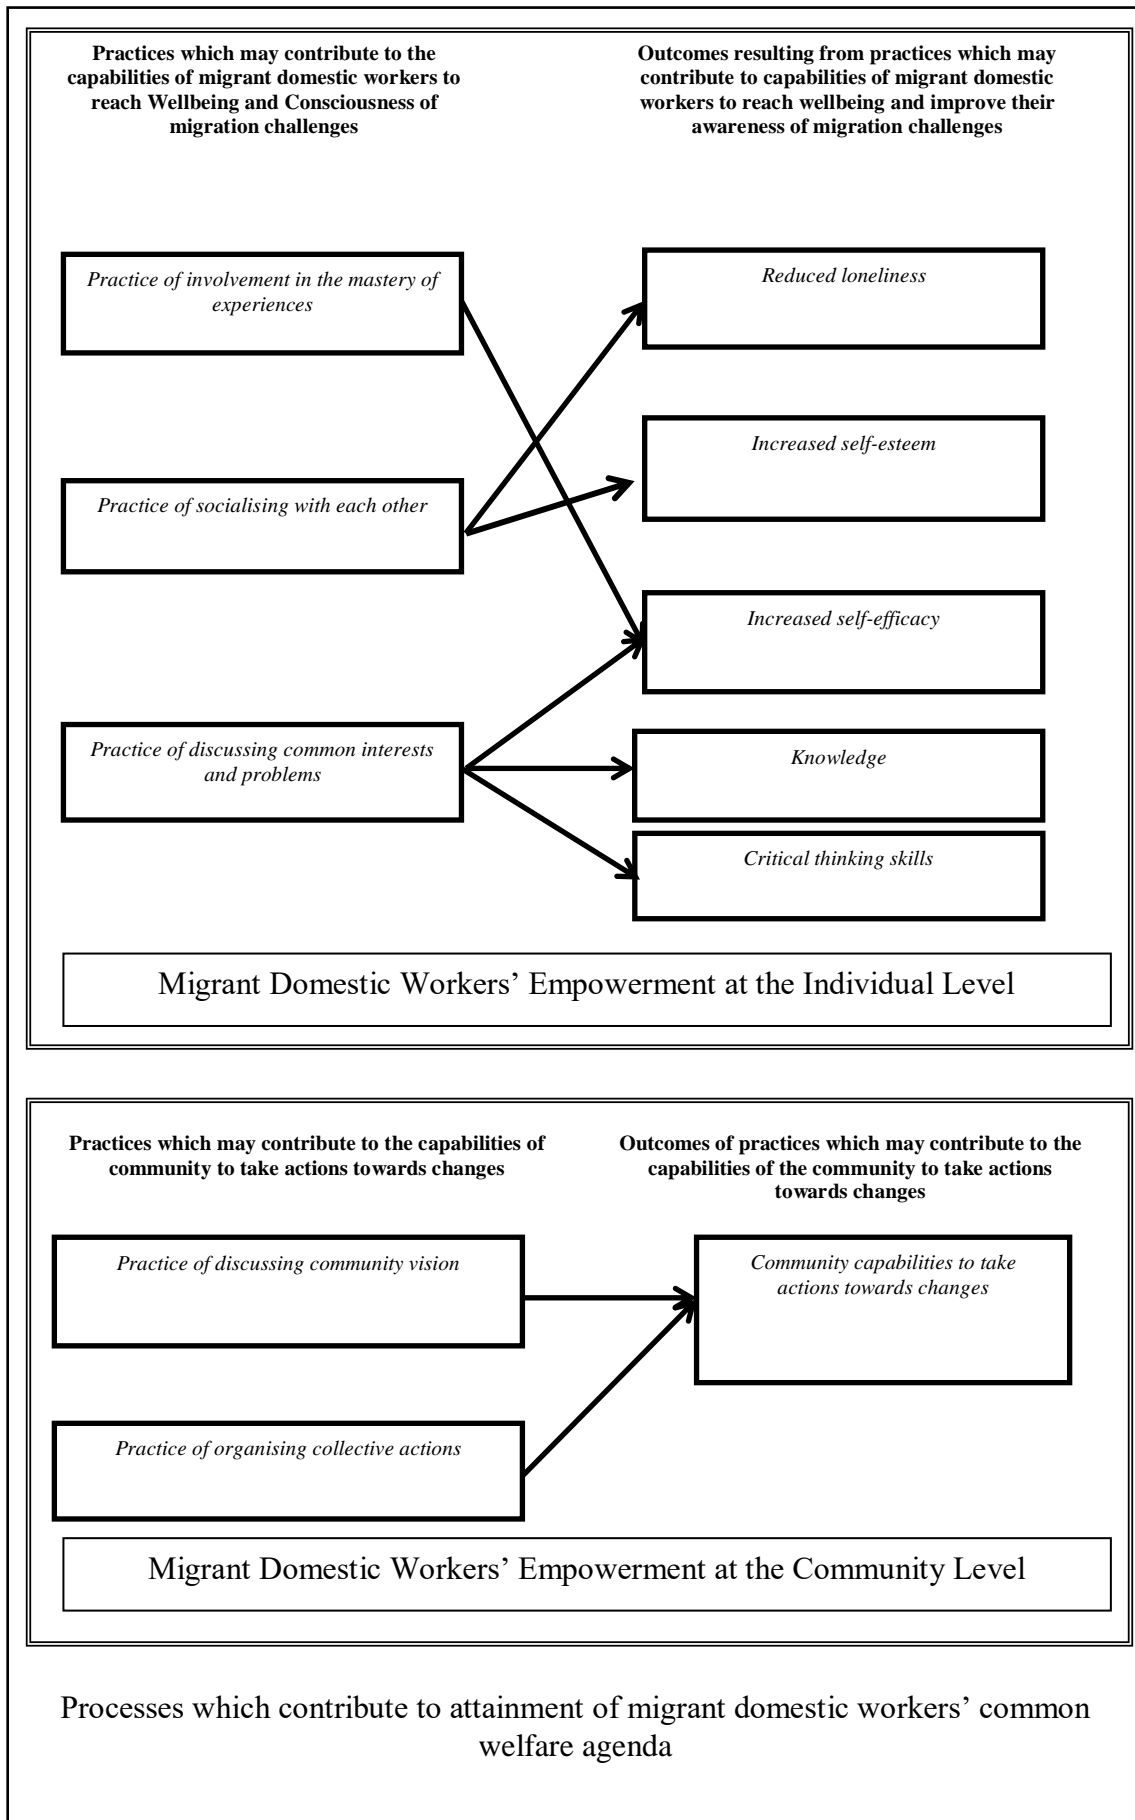 Practices which may contribute to the
capabilities of migrant domestic workers to
reach Wellbeing and Consciousness of
migration challenges
Outcomes resulting from practices which may
contribute to capabilities of migrant domestic
workers to reach wellbeing and improve their
awareness of migration challenges
Practice of involvement in the mastery of
experiences
Reduced loneliness
Increased self-esteem
Practice of socialising with each other
Increased self-efficacy
Practice of discussing common interests
and problems
Knowledge
Critical thinking skills
Migrant Domestic Workers’ Empowerment at the Individual Level
Practices which may contribute to the capabilities of
community to take actions towards changes
Outcomes of practices which may contribute to the
capabilities of the community to take actions
towards changes
Practice of discussing community vision
Community capabilities to take
actions towards changes
Practice of organising collective actions
Migrant Domestic Workers’ Empowerment at the Community Level
Processes which contribute to attainment of migrant domestic workers’ common
welfare agenda